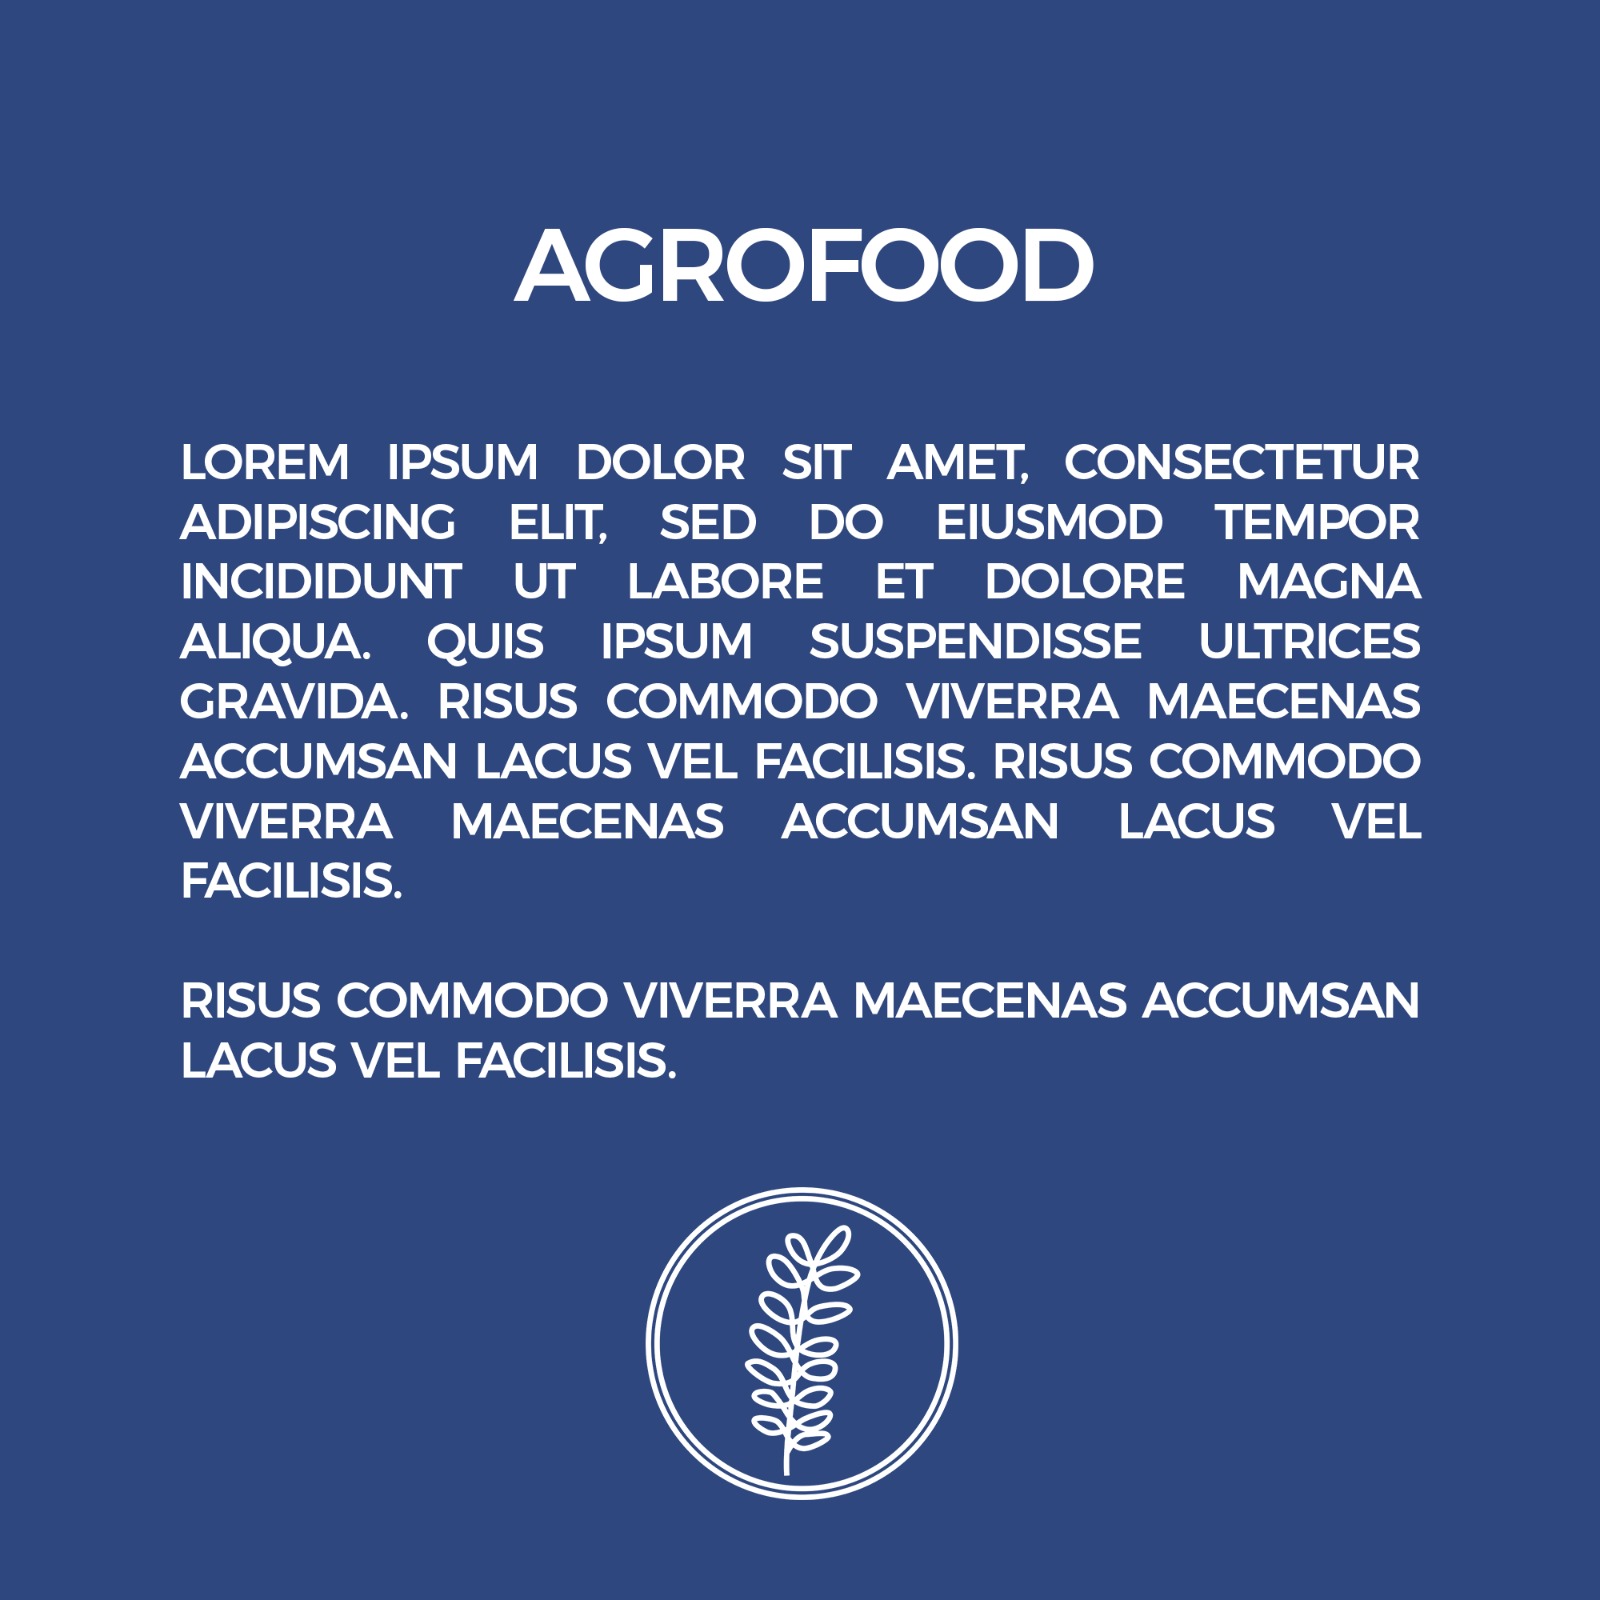 AGROFOOD
LOREM IPSUM DOLOR SIT AMET, CONSECTETUR
ADIPISCING ELIT, SED DO EIUSMOD TEMPOR
INCIDIDUNT UT LABORE ET DOLORE MAGNA
ALIQUA. QUIS IPSUM SUSPENDISSE ULTRICES
GRAVIDA. RISUS COMMODO VIVERRA MAECENAS
ACCUMSAN LACUS VEL FACILISIS. RISUS COMMODO
VIVERRA MAECENAS ACCUMSAN LACUS VEL
FACILISIS.
RISUS COMMODO VIVERRA MAECENAS ACCUMSAN
LACUS VEL FACILISIS.